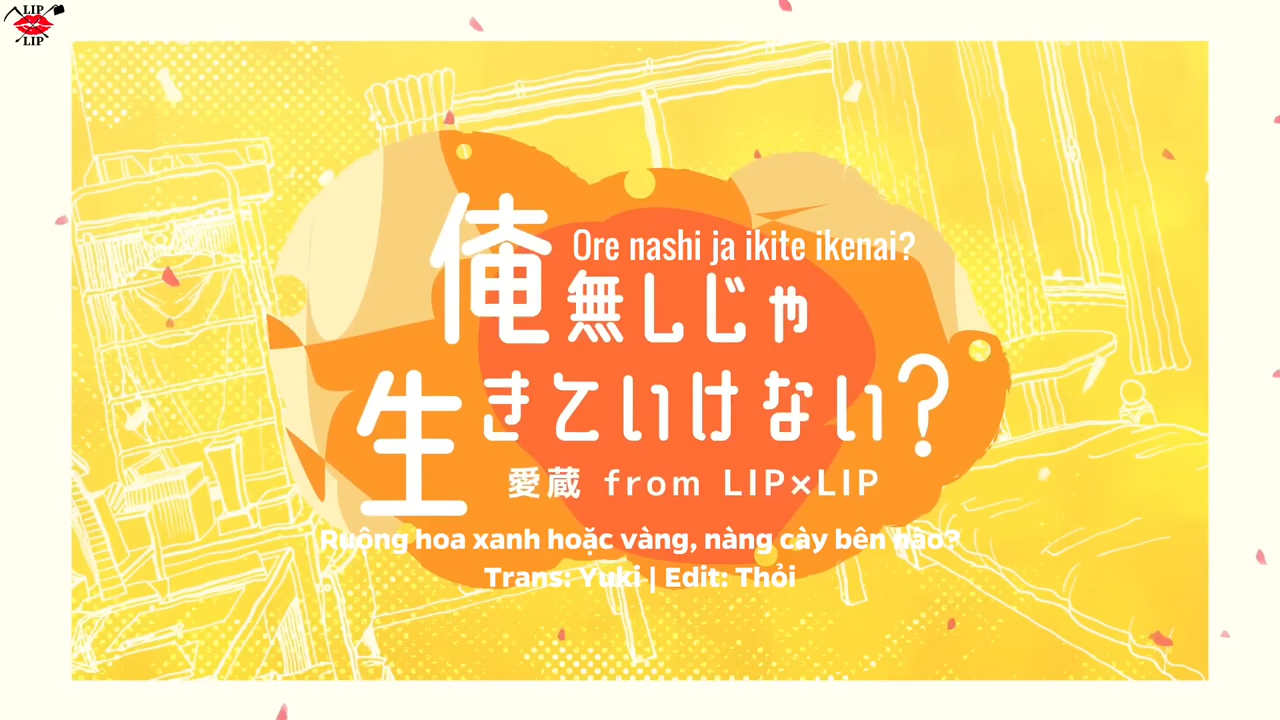 LIP
LIP
俺無しじゃ
Ore nashi ja ikite ikenai?
生きていけない?
愛蔵 from LIP×LIP
Ruộng hoa xanh hoặc vàng, nàng cày bên hào?
Trans: Yuki | Edit: Thỏi